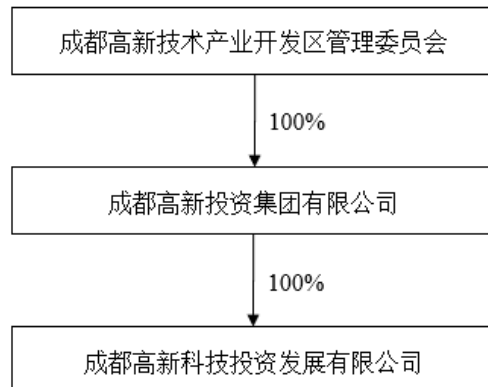 成都高新技术产业开发区管理委员会
100%
成都高新投资集团有限公司
100%
成都高新科技投资发展有限公司